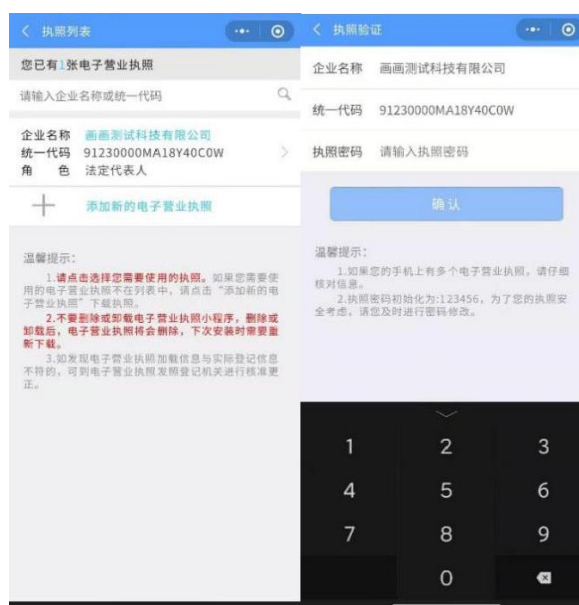 执照列表
您已有1张电子营业执照
请输入企业名称或统一代码
企业名称 画画测试科技有限公司
统一代码 91230000MA18Y40C0W
角 色 法定代表人
添加新的电子营业执照
温馨提示:
1.请点击选择您需要使用的执照。如果您需要使
用的电子营业执照不在列表中，请点击“添加新的电
子营业执照”下载执照。
2.不要删除或卸载电子营业执照小程序，删除或
卸载后，电子营业执照将会删除，下次安装时需要重
新下载。
3.如发现电子营业执照加载信息与实际登记信息
不符的，可到电子营业执照发照登记机关进行核准更
正。
执照验证
企业名称 画画测试科技有限公司
统一代码 91230000MA18Y40C0W
执照密码 请输入执照密码
确认
温馨提示:
1.如果您的手机上有多个电子营业执照，请仔细
核对信息。
2.执照密码初始化为:123456，为了您的执照安
全考虑，请您及时进行密码修改。
1 2 3
4 5 6
7 8 9
0